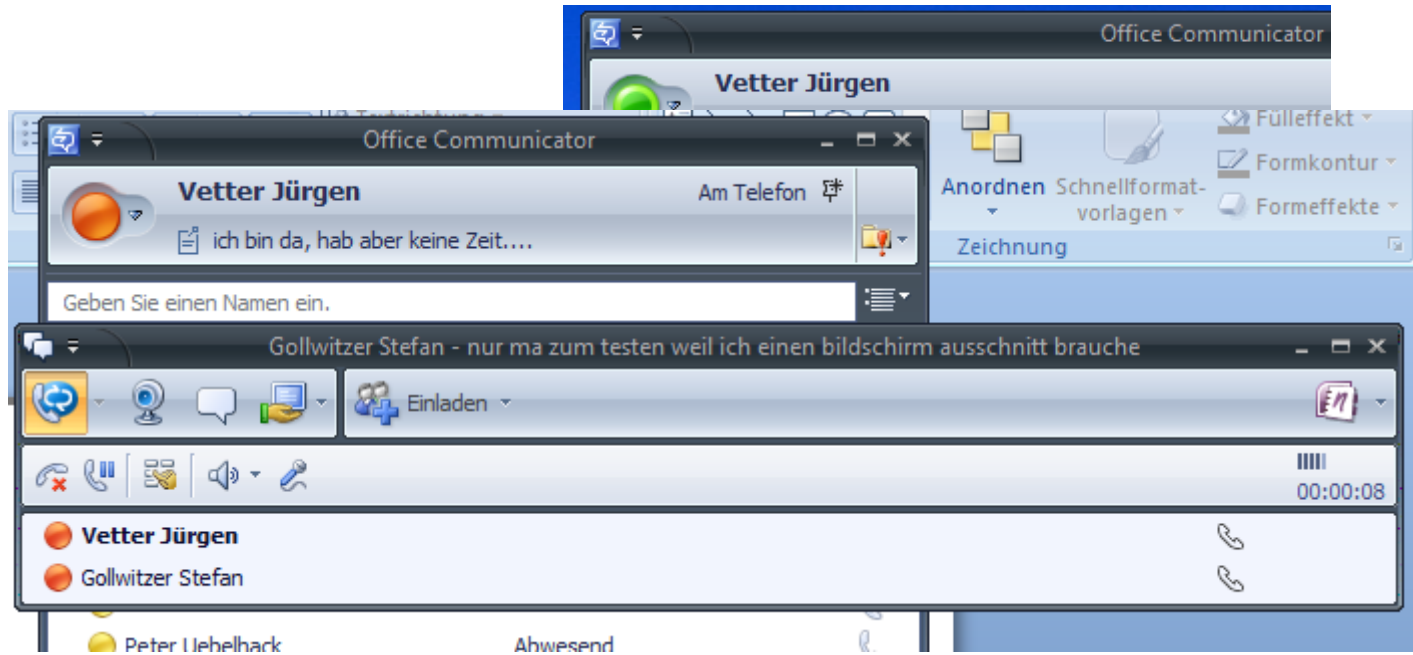 Office Communicator
Vetter Jürgen
Office Communicator
Vetter Jürgen
Am Telefon
ich bin da, hab aber keine Zeit....
Geben Sie einen Namen ein.
Anordnen
Schnellformat-
vorlagen
Fülleffekt
Formkontur
Formeffekte
Zeichnung
Gollwitzer Stefan - nur ma zum testen weil ich einen bildschirm ausschnitt brauche
Einladen
00:00:08
Vetter Jürgen
Gollwitzer Stefan
Peter Uebelhack Abwesend